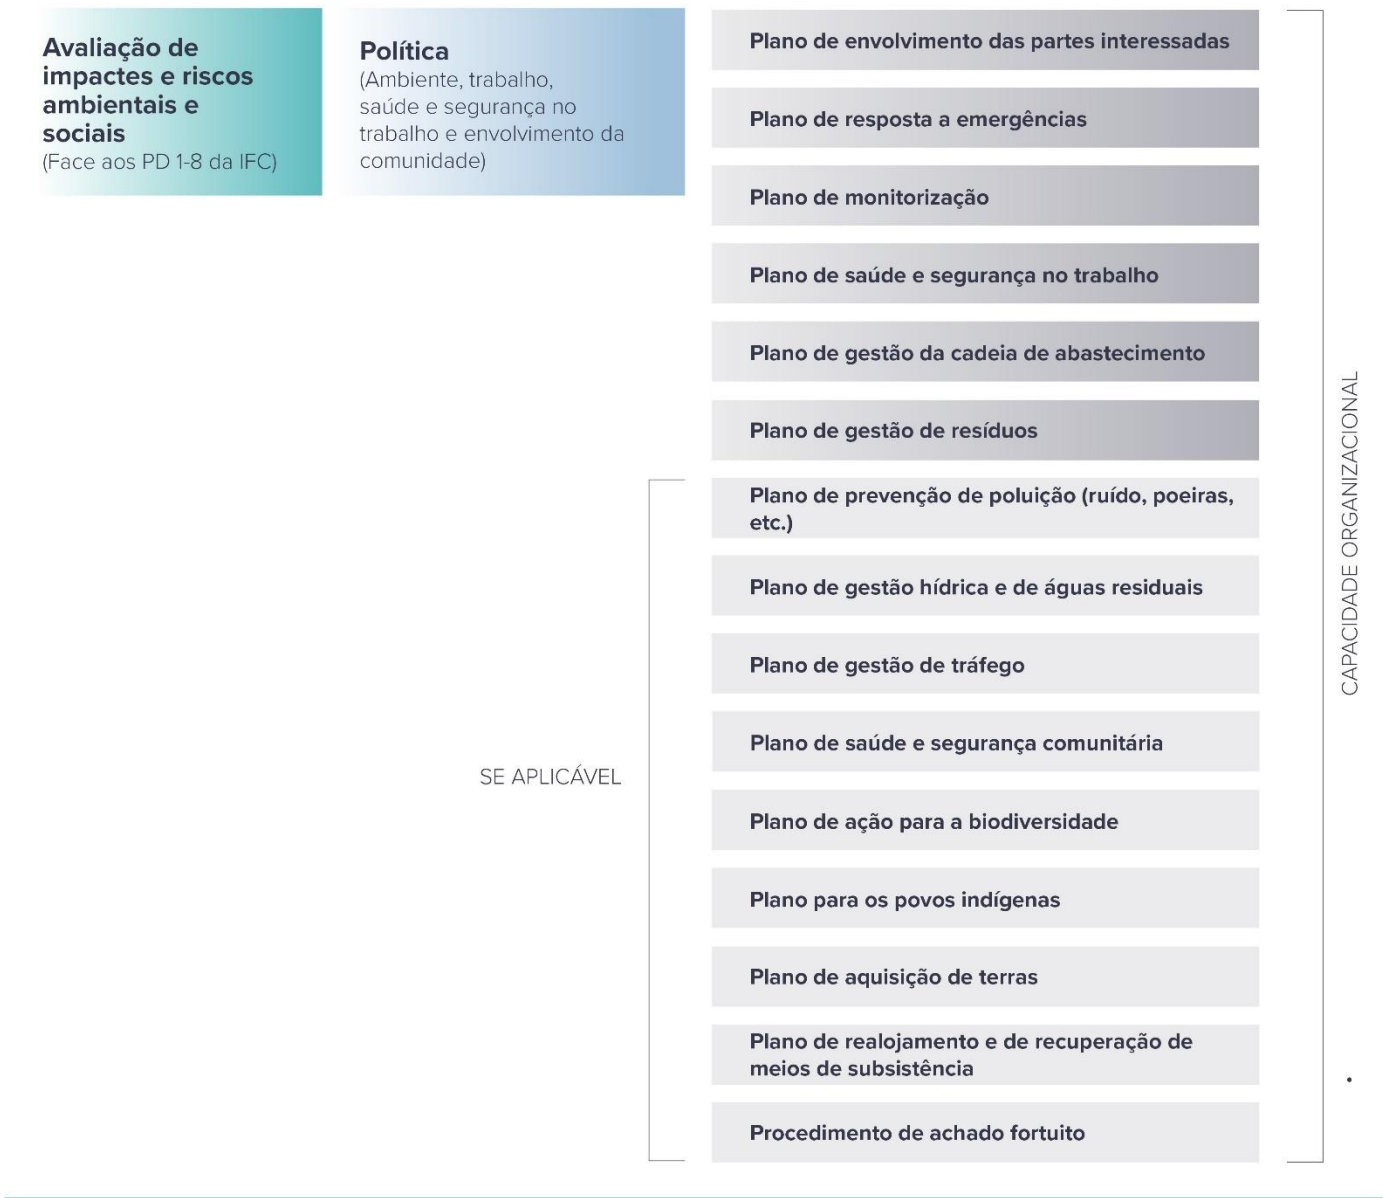 Avaliação de
impactes e riscos
ambientais e
sociais
(Face aos PD 1-8 da IFC)
Política
(Ambiente, trabalho,
saúde e segurança no
trabalho e envolvimento da
comunidade)
Plano de envolvimento das partes interessadas
Plano de resposta a emergências
Plano de monitorização
Plano de saúde e segurança no trabalho
Plano de gestão da cadeia de abastecimento
Plano de gestão de resíduos
SE APLICÁVEL
Plano de prevenção de poluição (ruído, poeiras,
etc.)
Plano de gestão hídrica e de águas residuais
Plano de gestão de tráfego
Plano de saúde e segurança comunitária
Plano de ação para a biodiversidade
Plano para os povos indígenas
Plano de aquisição de terras
Plano de realojamento e de recuperação de
meios de subsistência
Procedimento de achado fortuito
CAPACIDADE ORGANIZACIONAL